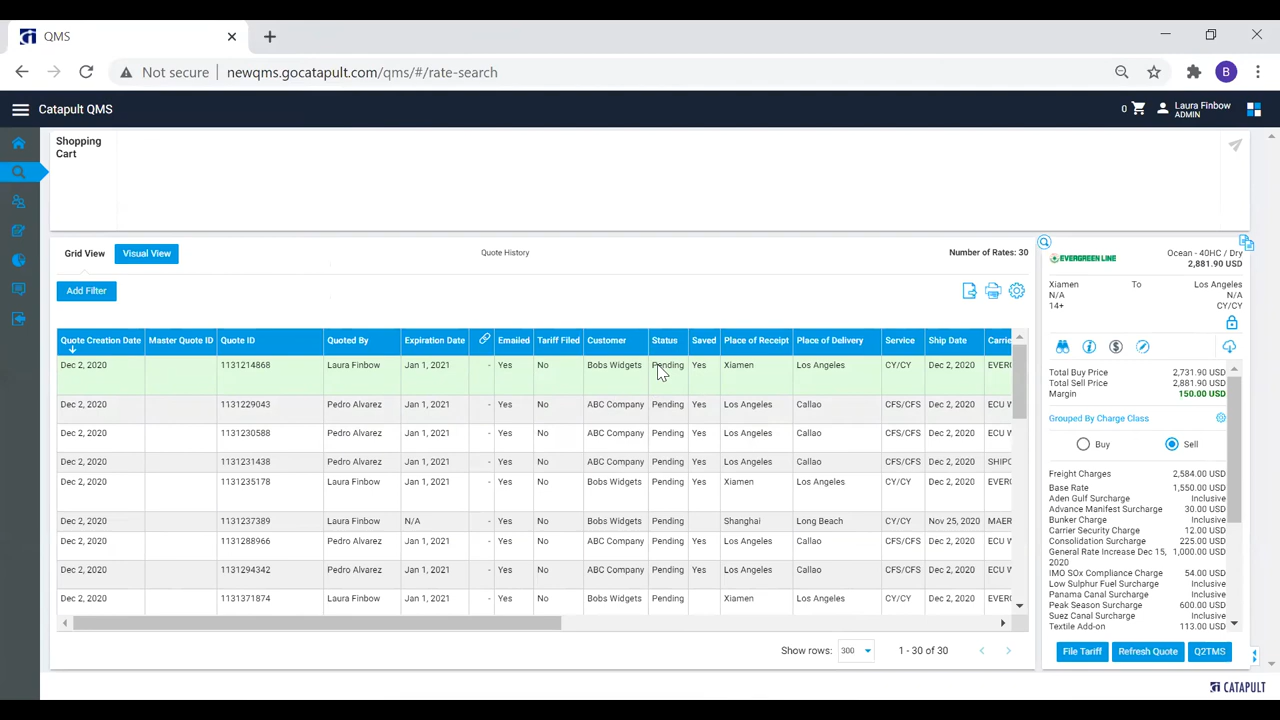 QMS
Not secure
newqms.gocatapult.com/qms/#/rate-search
B
Catapult QMS
0
Laura Finbow
ADMIN
Shopping
Cart
Grid View
Visual View
Quote History
Number of Rates: 30
Add Filter
Quote Creation Date Master Quote ID Quote ID Quoted By Expiration Date Emailed Tariff Filed Customer Status Saved Place of Receipt Place of Delivery Service Ship Date Carrie
Dec 2, 2020 1131214868 Laura Finbow Jan 1, 2021 - Yes No Bobs Widgets Pending Yes Xiamen Los Angeles CY/CY Dec 2, 2020 EVERG
Dec 2, 2020 1131229043 Pedro Alvarez Jan 1, 2021 - Yes No ABC Company Pending Yes Los Angeles Callao CFS/CFS Dec 2, 2020 ECU W
Dec 2, 2020 1131230588 Pedro Alvarez Jan 1, 2021 - Yes No ABC Company Pending Yes Los Angeles Callao CFS/CFS Dec 2, 2020 ECU W
Dec 2, 2020 1131231438 Pedro Alvarez Jan 1, 2021 - Yes No ABC Company Pending Yes Los Angeles Callao CFS/CFS Dec 2, 2020 SHIPC
Dec 2, 2020 1131235178 Laura Finbow Jan 1, 2021 - Yes No Bobs Widgets Pending Yes Xiamen Los Angeles CY/CY Dec 2, 2020 EVERG
Dec 2, 2020 1131237389 Laura Finbow N/A - Yes No Bobs Widgets Pending Shanghai Long Beach CY/CY Nov 25, 2020 MAER
Dec 2, 2020 1131288966 Pedro Alvarez Jan 1, 2021 - Yes No ABC Company Pending Yes Los Angeles Callao CFS/CFS Dec 2, 2020 ECU W
Dec 2, 2020 1131294342 Pedro Alvarez Jan 1, 2021 - Yes No ABC Company Pending Yes Los Angeles Callao CFS/CFS Dec 2, 2020 ECU W
Dec 2, 2020 1131371874 Laura Finbow Jan 1, 2021 - Yes No Bobs Widgets Pending Xiamen Los Angeles CY/CY Dec 2, 2020 EVERG
Show rows: 300 1 - 30 of 30
EVERGREEN LINE
Ocean - 40HC / Dry
2,881.90 USD
Xiamen To Los Angeles
N/A N/A
14+ CY/CY
Total Buy Price 2,731.90 USD
Total Sell Price 2,881.90 USD
Margin 150.00 USD
Grouped By Charge Class
Buy Sell
Freight Charges 2,584.00 USD
Base Rate 1,550.00 USD
Aden Gulf Surcharge Inclusive
Advance Manifest Surcharge 30.00 USD
Bunker Charge Inclusive
Carrier Security Charge 12.00 USD
Consolidation Surcharge 225.00 USD
General Rate Increase Dec 15, 1,000.00 USD
2020
IMO SOx Compliance Charge 54.00 USD
Low Sulphur Fuel Surcharge Inclusive
Panama Canal Surcharge Inclusive
Peak Season Surcharge 600.00 USD
Suez Canal Surcharge Inclusive
Textile Add-on 113.00 USD
File Tariff
Refresh Quote
Q2TMS
CATAPULT